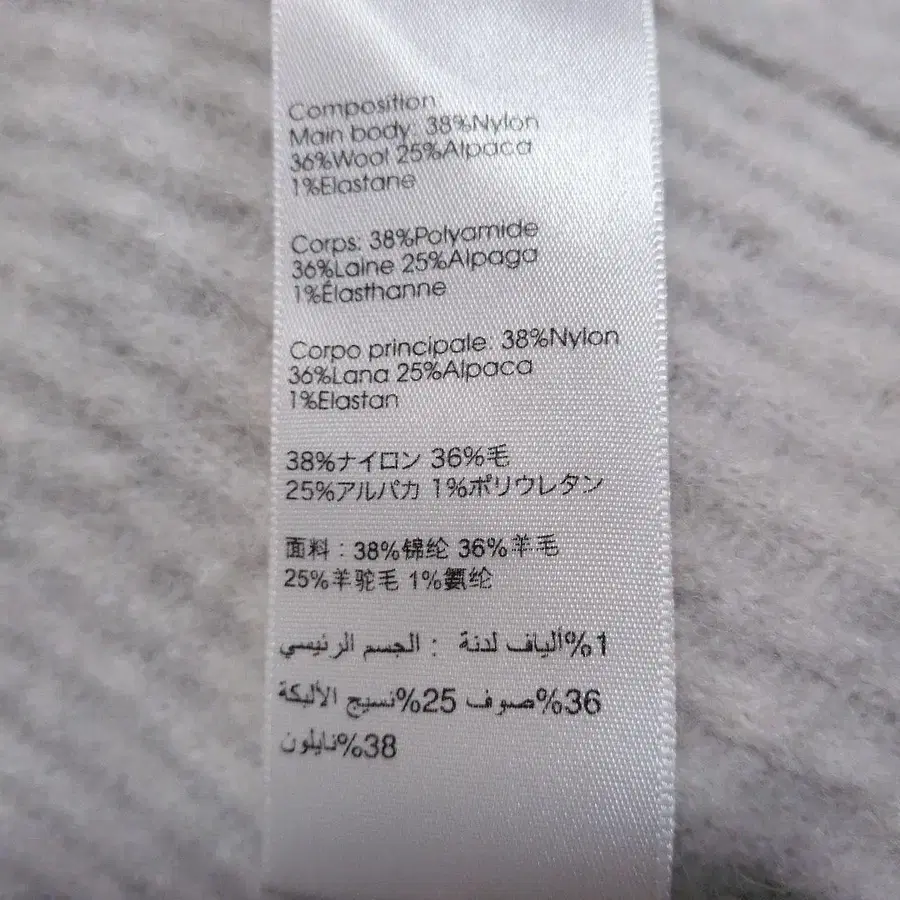 Composition
Main body: 38%Nylon
36%Wool 25%Alpaca
1%Elastane
Corps: 38%Polyamide
36%Laine 25%Alpaga
1%Élasthanne
Corpo principale: 38%Nylon
36%Lana 25%Alpaca
1%Elastan
38%ナイロン 36%毛
25%アルパカ 1%ポリウレタン
面料：38%锦纶 36%羊毛
25%羊驼毛 1%氨纶
1%ألياف لدنة : الجسم الرئيسي
36%صوف 25%نسيج الألبكة
38%نايلون